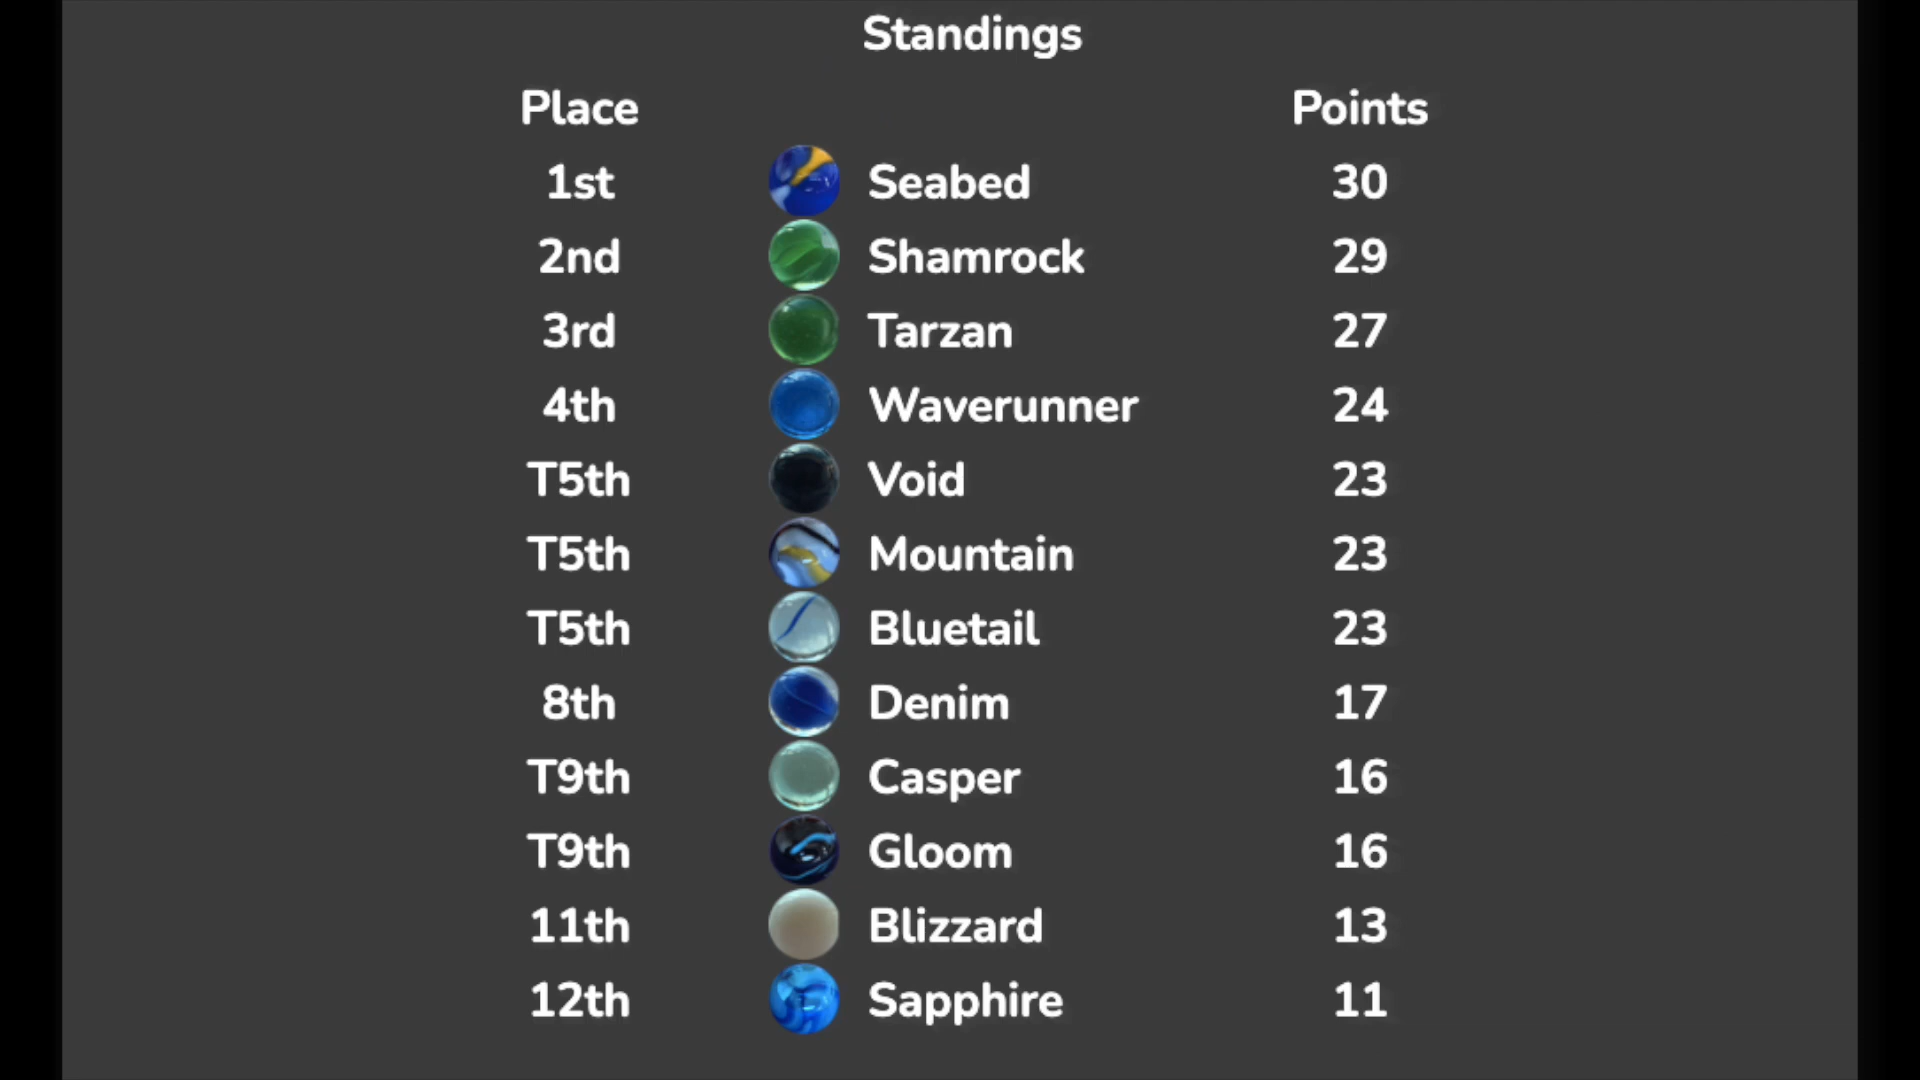 Standings
Place Points
1st Seabed 30
2nd Shamrock 29
3rd Tarzan 27
4th Waverunner 24
T5th Void 23
T5th Mountain 23
T5th Bluetail 23
8th Denim 17
T9th Casper 16
T9th Gloom 16
11th Blizzard 13
12th Sapphire 11